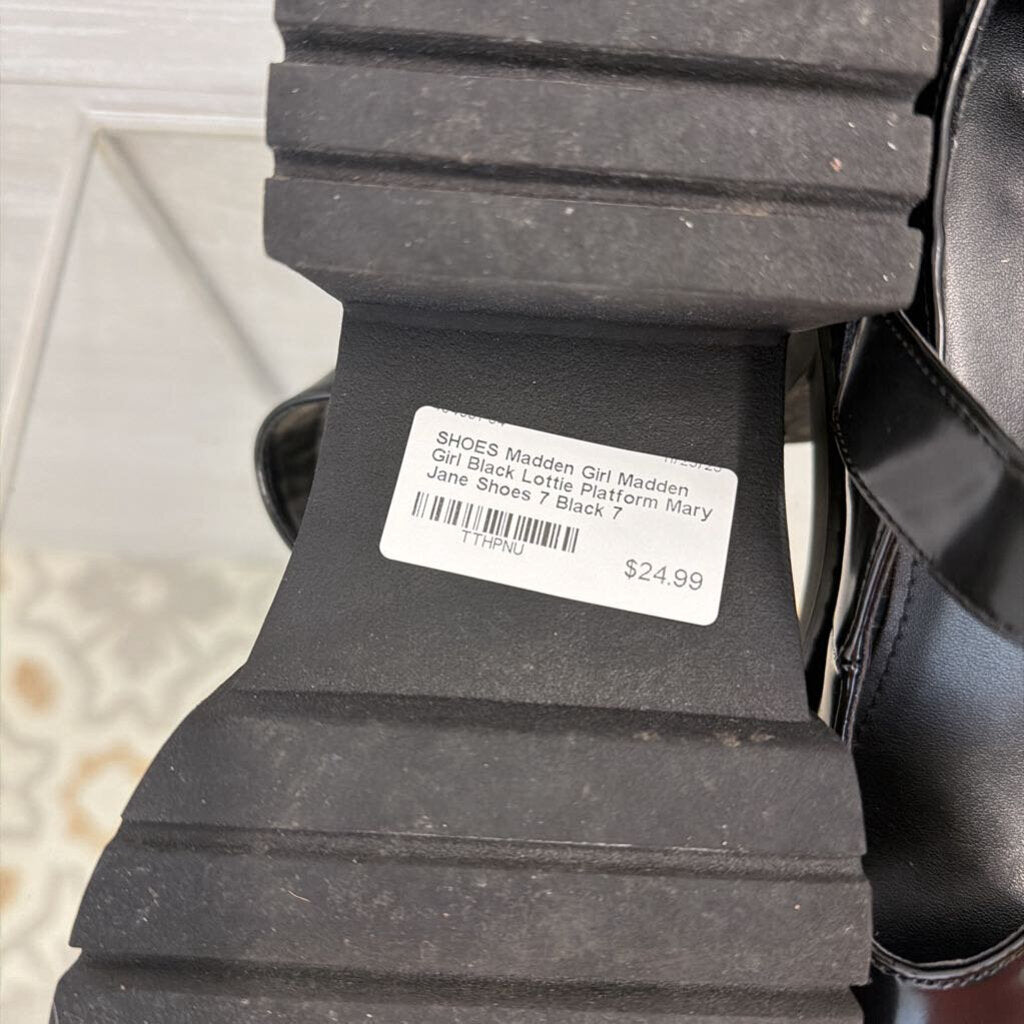 SHOES Madden Girl Madden
Girl Black Lottie Platform Mary
Jane Shoes 7 Black 7
TTHPNU
$24.99